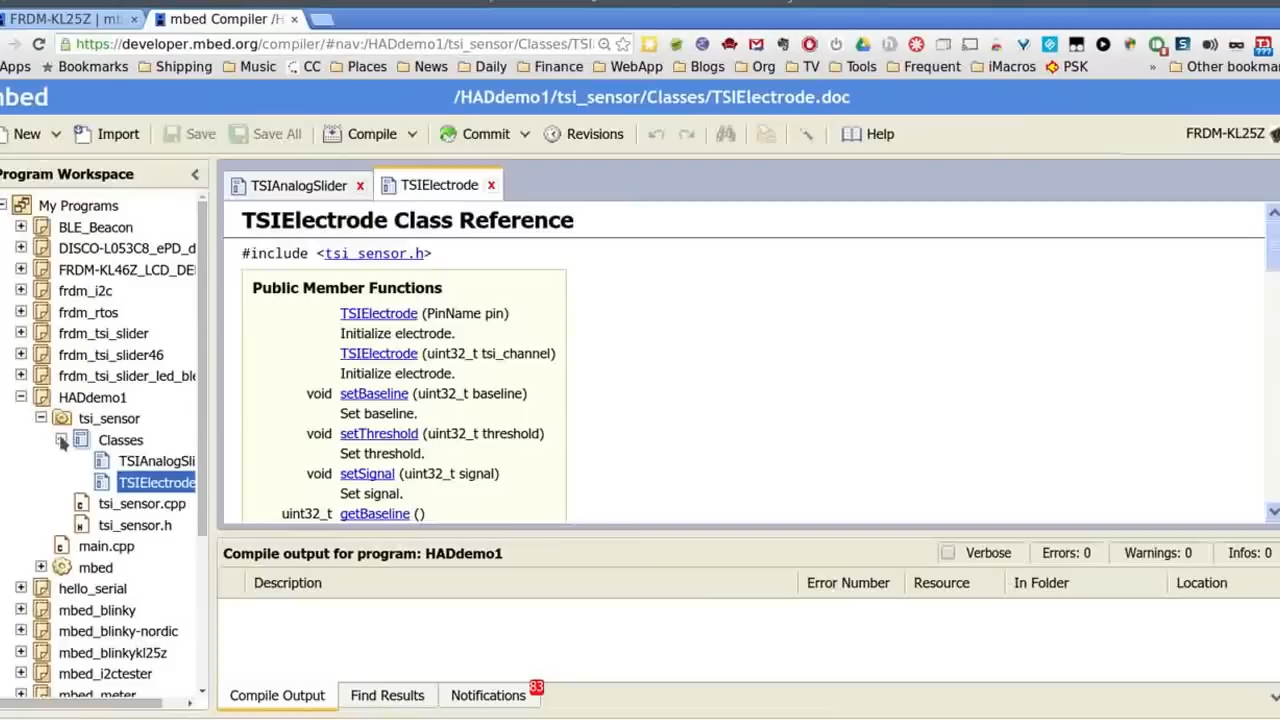 FRDM-KL25Z | mb × mbed Compiler /H ×
https://developer.mbed.org/compiler/#nav:/HADdemo1/tsi_sensor/Classes/TSI
Apps Bookmarks Shipping Music CC Places News Daily Finance WebApp Blogs Org TV Tools Frequent iMacros PSK » Other bookma
mbed /HADdemo1/tsi_sensor/Classes/TSIElectrode.doc
New Import Save Save All Compile Commit Revisions Help FRDM-KL25Z
Program Workspace
My Programs
BLE_Beacon
DISCO-L053C8_ePD_d
FRDM-KL46Z_LCD_DE
frdm_i2c
frdm_rtos
frdm_tsi_slider
frdm_tsi_slider46
frdm_tsi_slider_led_ble
HADdemo1
tsi_sensor
Classes
TSIAnalogSli
TSIElectrode
tsi_sensor.cpp
tsi_sensor.h
main.cpp
mbed
hello_serial
mbed_blinky
mbed_blinky-nordic
mbed_blinkykl25z
mbed_i2ctester
mbed_meter
TSIAnalogSlider x TSIElectrode x
TSIElectrode Class Reference
#include <tsi_sensor.h>
Public Member Functions
TSIElectrode (PinName pin)
Initialize electrode.
TSIElectrode (uint32_t tsi_channel)
Initialize electrode.
void setBaseline (uint32_t baseline)
Set baseline.
void setThreshold (uint32_t threshold)
Set threshold.
void setSignal (uint32_t signal)
Set signal.
uint32_t getBaseline ()
Compile output for program: HADdemo1 Verbose Errors: 0 Warnings: 0 Infos: 0
Description Error Number Resource In Folder Location
Compile Output Find Results Notifications 83